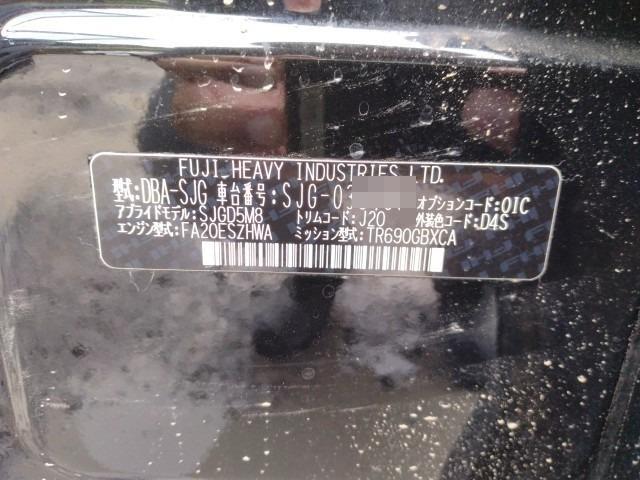 FUJI HEAVY INDUSTRIES LTD.
型式:DBA-SJG 車台番号:SJG-03 オプションコード:OIC
アプライドモデル:SJGD5M8 トリムコード:J20 外装色コード:D4S
エンジン型式:FA20ESZHWA ミッション型式:TR690GBXCA